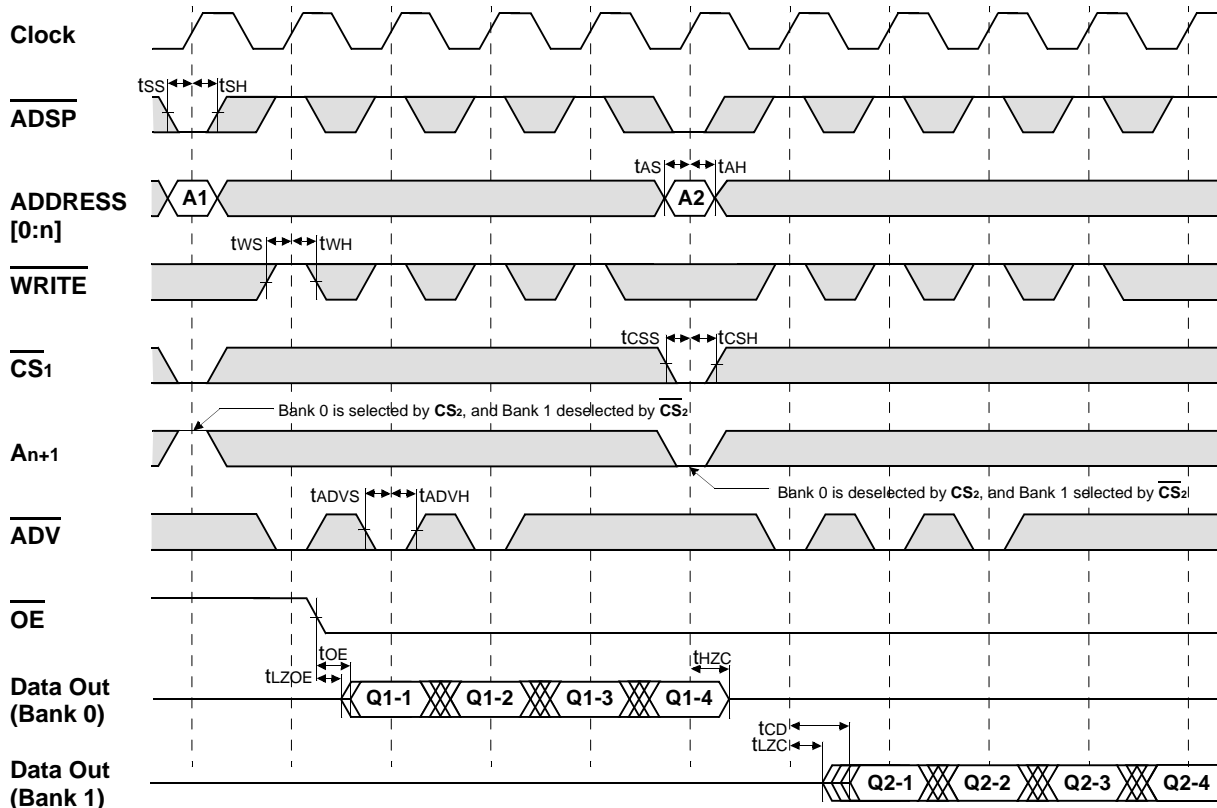 Clock
tSS tSH
ADSP
tAS tAH
ADDRESS
[0:n]
A1 A2
tWS tWH
WRITE
tCSS tCSH
CS1
Bank 0 is selected by CS2, and Bank 1 deselected by CS2
An+1
Bank 0 is deselected by CS2, and Bank 1 selected by CS2
tADVS tADVH
ADV
OE
tOE
tLZOE
tHZC
Data Out
(Bank 0)
Q1-1 Q1-2 Q1-3 Q1-4
tCD
tLZC
Data Out
(Bank 1)
Q2-1 Q2-2 Q2-3 Q2-4